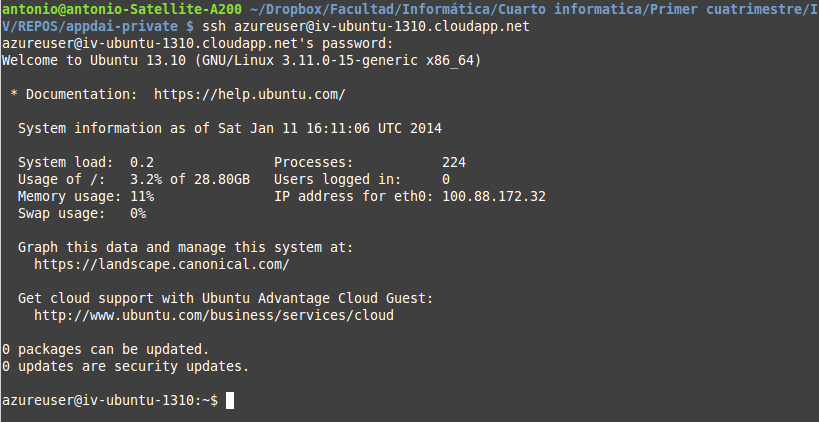 antonio@antonio-Satellite-A200 ~/Dropbox/Facultad/Informática/Cuarto informatica/Primer cuatrimestre/I
V/REPOS/appdai-private $ ssh azureuser@iv-ubuntu-1310.cloudapp.net
azureuser@iv-ubuntu-1310.cloudapp.net's password:
Welcome to Ubuntu 13.10 (GNU/Linux 3.11.0-15-generic x86_64)
* Documentation:  https://help.ubuntu.com/
System information as of Sat Jan 11 16:11:06 UTC 2014
System load:  0.2               Processes:           224
Usage of /:   3.2% of 28.80GB   Users logged in:     0
Memory usage: 11%               IP address for eth0: 100.88.172.32
Swap usage:   0%
Graph this data and manage this system at:
https://landscape.canonical.com/
Get cloud support with Ubuntu Advantage Cloud Guest:
http://www.ubuntu.com/business/services/cloud
0 packages can be updated.
0 updates are security updates.
azureuser@iv-ubuntu-1310:~$